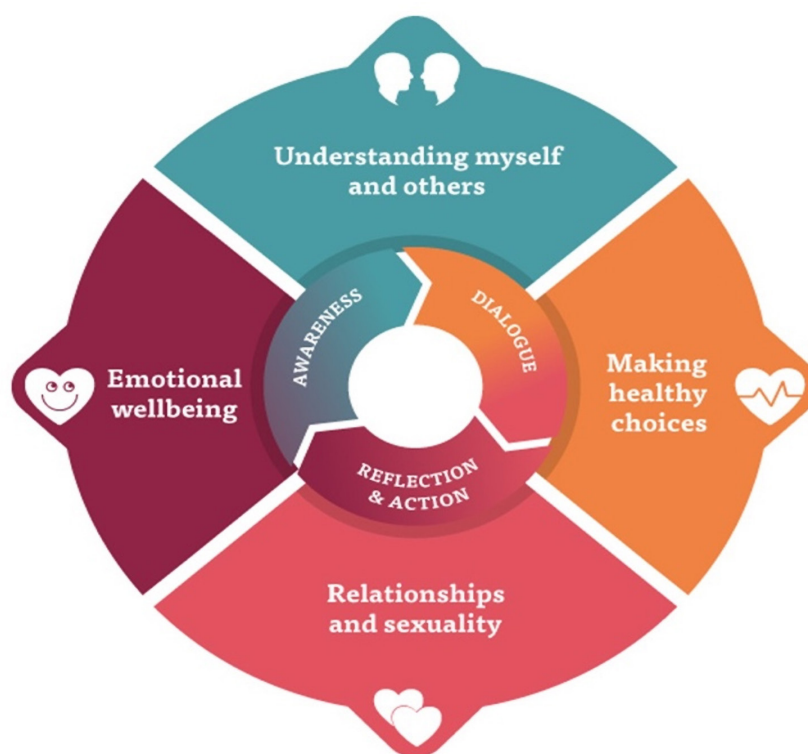 Understanding myself
and others
AWARENESS
DIALOGUE
Emotional
wellbeing
Making
healthy
choices
REFLECTION
& ACTION
Relationships
and sexuality